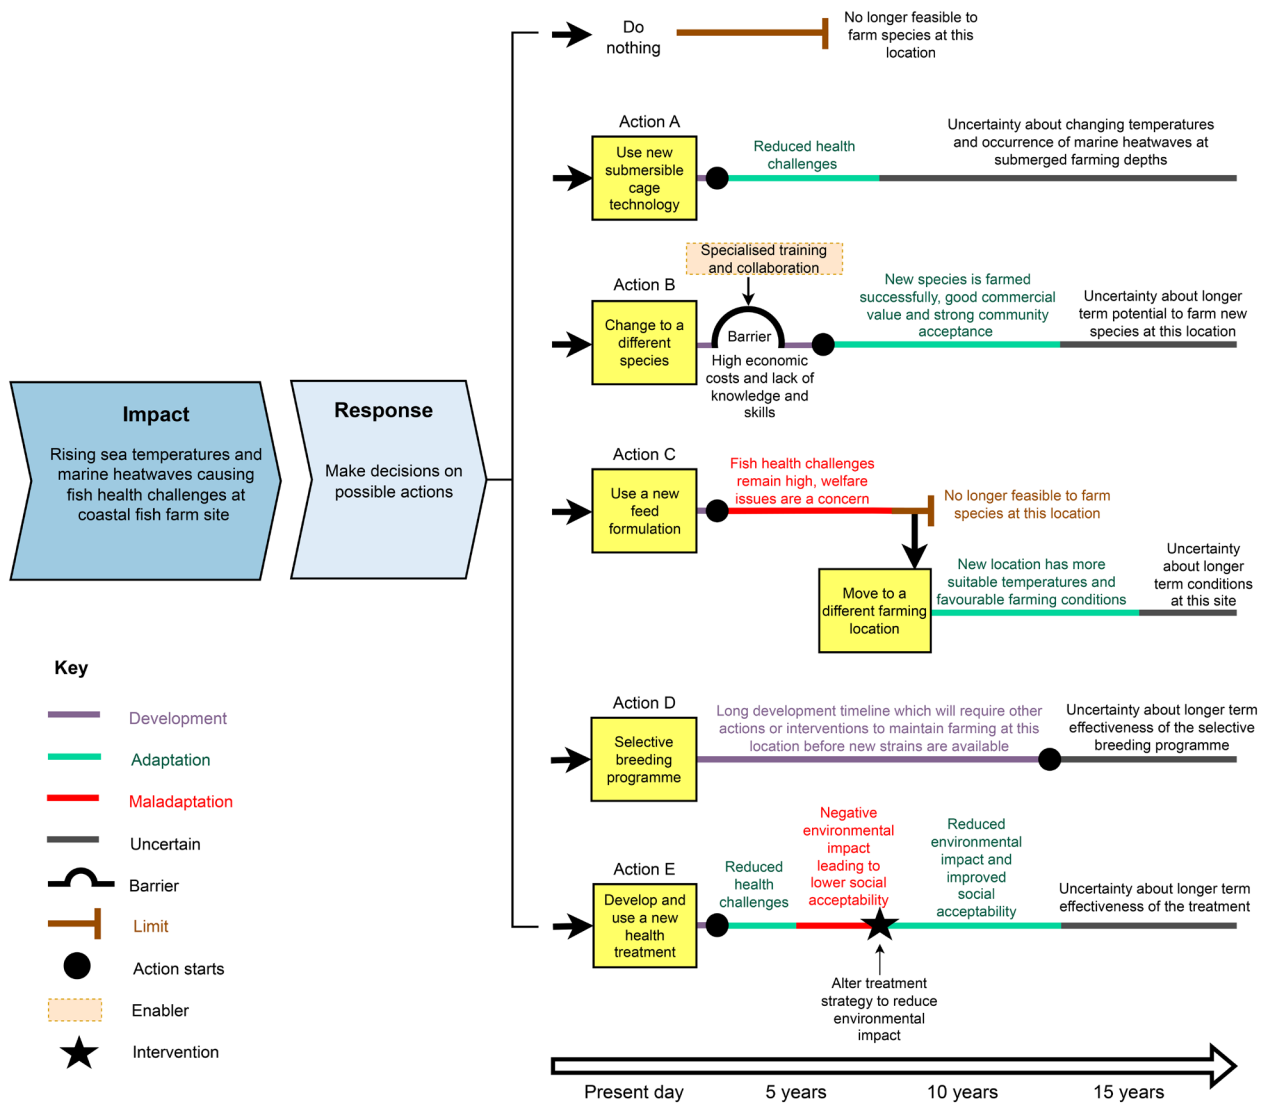 Do
nothing
No longer feasible to
farm species at this
location
Action A
Use new
submersible
cage
technology
Reduced health
challenges
Uncertainty about changing temperatures
and occurrence of marine heatwaves at
submerged farming depths
Specialised training
and collaboration
Action B
Change to a
different
species
Barrier
High economic
costs and lack of
knowledge and
skills
New species is farmed
successfully, good commercial
value and strong community
acceptance
Uncertainty about longer
term potential to farm new
species at this location
Impact
Rising sea temperatures and
marine heatwaves causing
fish health challenges at
coastal fish farm site
Response
Make decisions on
possible actions
Action C
Use a new
feed
formulation
Fish health challenges
remain high, welfare
issues are a concern
No longer feasible to farm
species at this location
Move to a
different farming
location
New location has more
suitable temperatures and
favourable farming conditions
Uncertainty
about longer
term conditions
at this site
Action D
Selective
breeding
programme
Long development timeline which will require other
actions or interventions to maintain farming at this
location before new strains are available
Uncertainty about longer term
effectiveness of the selective
breeding programme
Action E
Develop and
use a new
health
treatment
Reduced
health
challenges
Negative
environmental
impact
leading to
lower social
acceptability
Reduced
environmental
impact and
improved
social
acceptability
Uncertainty about longer term
effectiveness of the treatment
Alter treatment
strategy to reduce
environmental
impact
Key
Development
Adaptation
Maladaptation
Uncertain
Barrier
Limit
Action starts
Enabler
Intervention
Present day
5 years
10 years
15 years